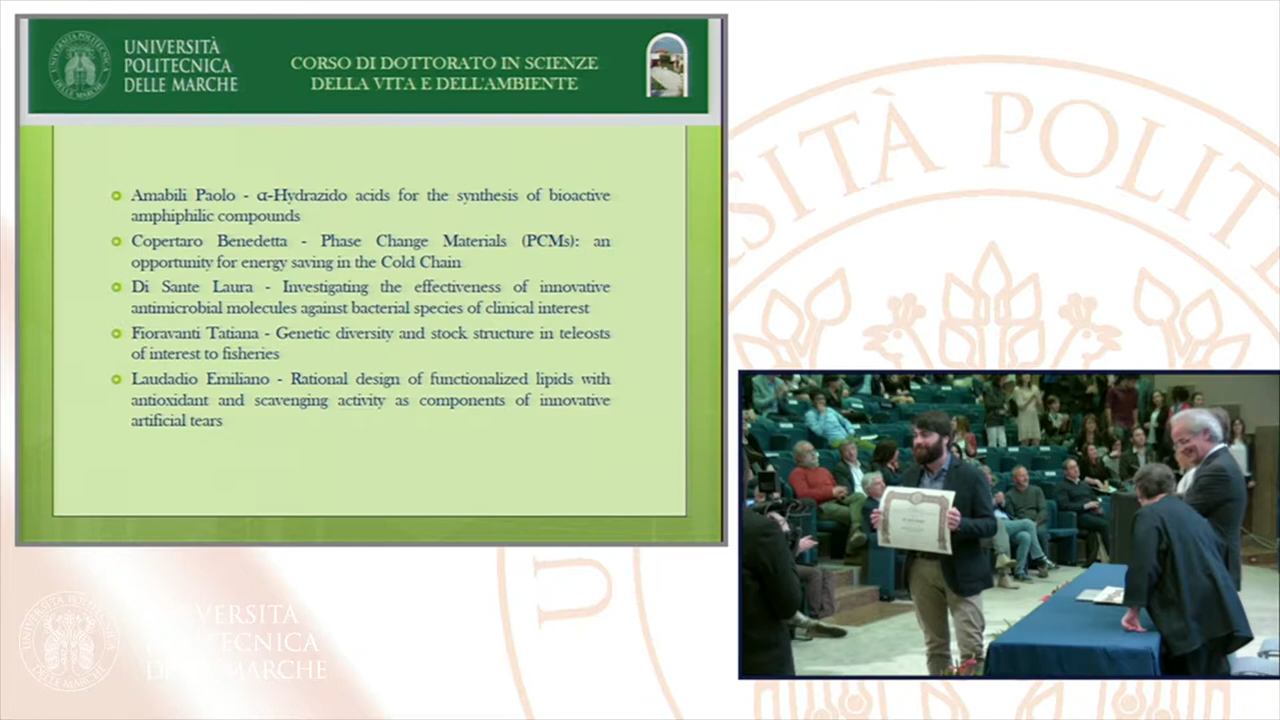 UNIVERSITÀ
POLITECNICA
DELLE MARCHE
CORSO DI DOTTORATO IN SCIENZE
DELLA VITA E DELL'AMBIENTE
Amabili Paolo - α-Hydrazido acids for the synthesis of bioactive
amphiphilic compounds
Copertaro Benedetta - Phase Change Materials (PCMs): an
opportunity for energy saving in the Cold Chain
Di Sante Laura - Investigating the effectiveness of innovative
antimicrobial molecules against bacterial species of clinical interest
Fioravanti Tatiana - Genetic diversity and stock structure in teleosts
of interest to fisheries
Laudadio Emiliano - Rational design of functionalized lipids with
antioxidant and scavenging activity as components of innovative
artificial tears
SITÀ POLIT
U
UNIVERSITÀ
POLITECNICA
DELLE MARCHE